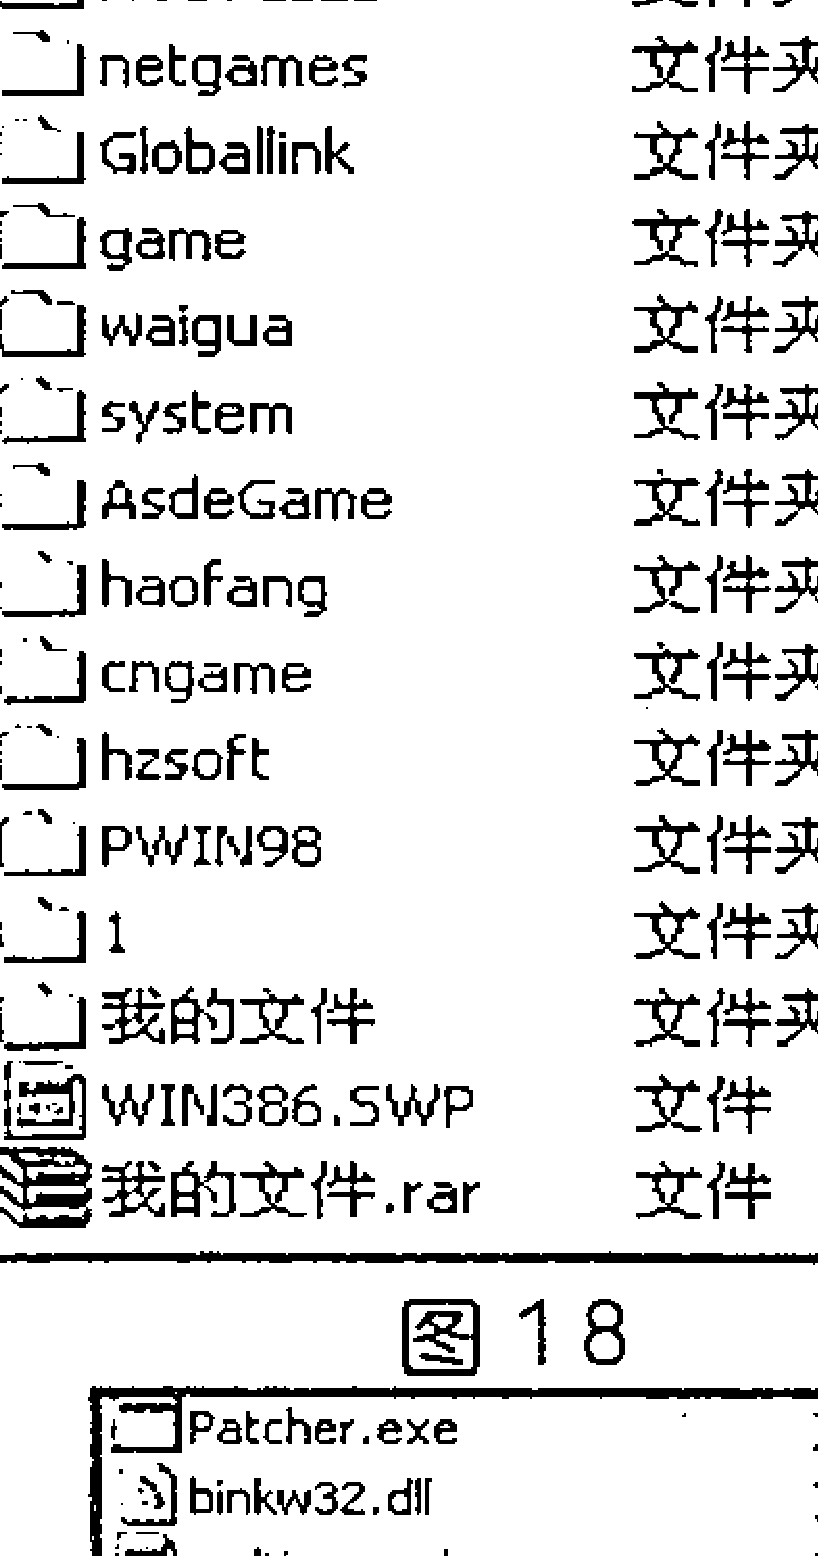 netgames 文件夹
Globallink 文件夹
game 文件夹
waigua 文件夹
system 文件夹
AsdeGame 文件夹
haofang 文件夹
cngame 文件夹
hzsoft 文件夹
PWIN98 文件夹
1 文件夹
我的文件 文件夹
WIN386.SWP 文件
我的文件.rar 文件
图 18
Patcher.exe
binkw32.dll